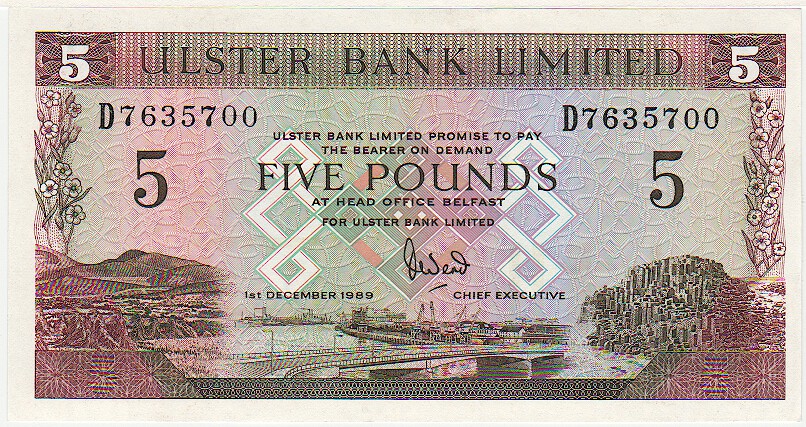 5 ULSTER BANK LIMITED 5
D7635700 D7635700
ULSTER BANK LIMITED PROMISE TO PAY
THE BEARER ON DEMAND
5 FIVE POUNDS 5
AT HEAD OFFICE BELFAST
FOR ULSTER BANK LIMITED
1st DECEMBER 1989 CHIEF EXECUTIVE